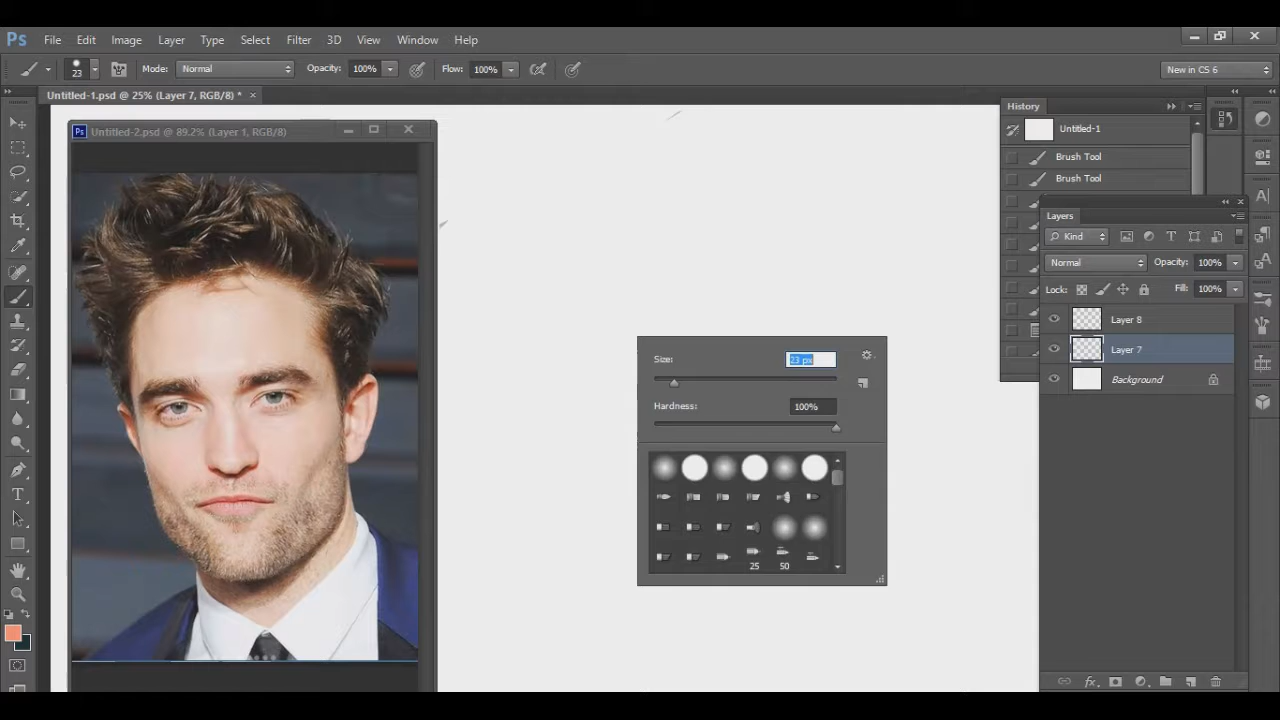 Ps File Edit Image Layer Type Select Filter 3D View Window Help
23 Mode: Normal Opacity: 100% Flow: 100% New in CS 6
Untitled-1.psd @ 25% (Layer 7, RGB/8) * ×
Ps Untitled-2.psd @ 89.2% (Layer 1, RGB/8)
History
Untitled-1
Brush Tool
Brush Tool
Layers
Kind
Normal Opacity: 100%
Lock: Fill: 100%
Layer 8
Layer 7
Background
Size: 23 px
Hardness: 100%
25 50